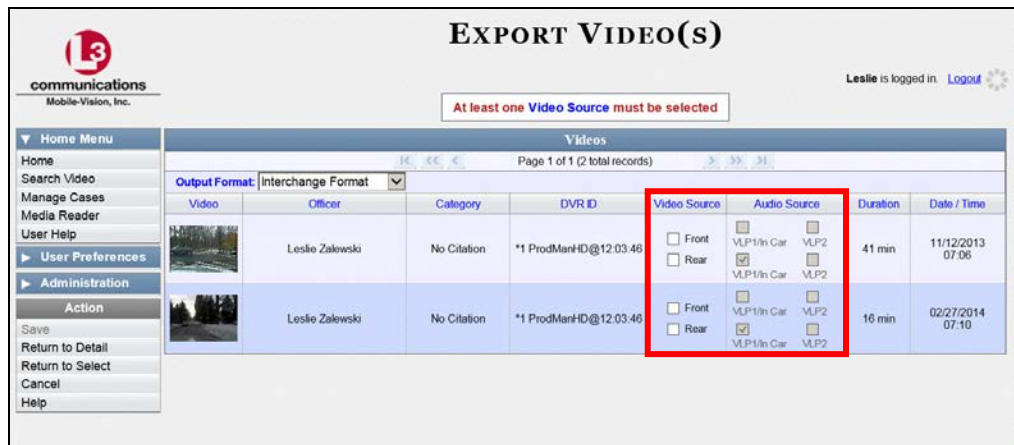 EXPORT VIDEO(S)
L3
communications
Mobile-Vision, Inc.
Leslie is logged in. Logout
At least one Video Source must be selected
Home Menu
Home
Search Video
Manage Cases
Media Reader
User Help
User Preferences
Administration
Action
Save
Return to Detail
Return to Select
Cancel
Help
Videos
Page 1 of 1 (2 total records)
Output Format: Interchange Format
Video Officer Category DVR ID Video Source Audio Source Duration Date / Time
Leslie Zalewski No Citation *1 ProdManHD@12:03:46 Front VLP1/In Car VLP2 41 min 11/12/2013 07:06
Rear VLP1/In Car VLP2
Leslie Zalewski No Citation *1 ProdManHD@12:03:46 Front VLP1/In Car VLP2 16 min 02/27/2014 07:10
Rear VLP1/In Car VLP2